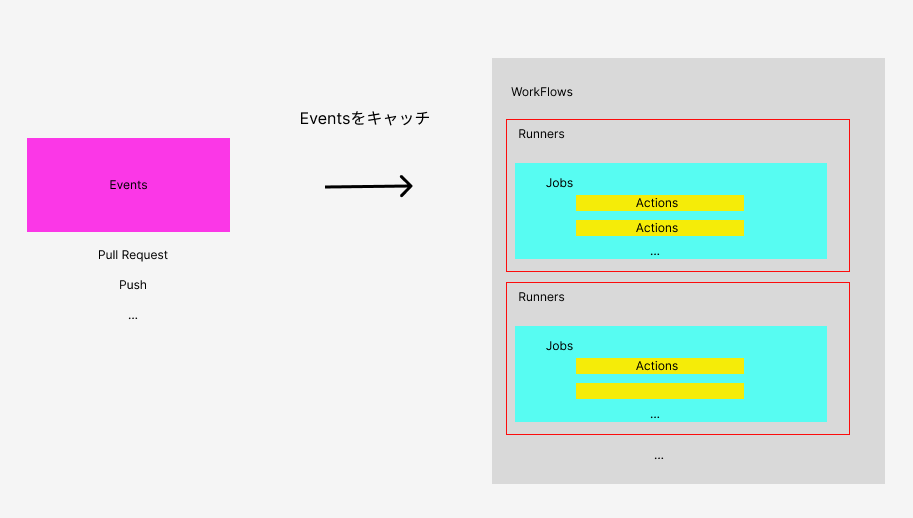 Eventsをキャッチ
Events
Pull Request
Push
...
WorkFlows
Runners
Jobs
Actions
Actions
...
Runners
Jobs
Actions
...
...